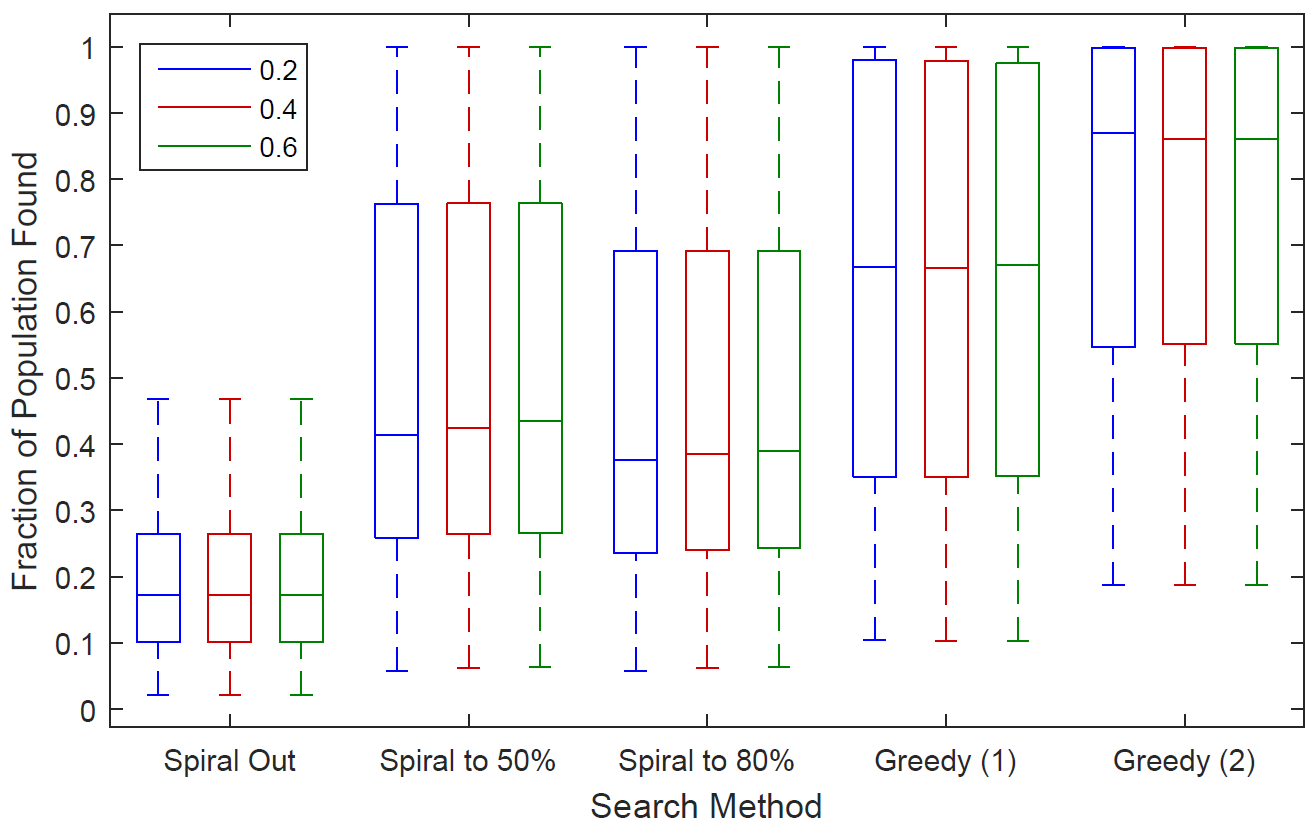 1
0.9
0.8
0.7
0.6
0.5
0.4
0.3
0.2
0.1
0
Fraction of Population Found
0.2
0.4
0.6
Spiral Out
Spiral to 50%
Spiral to 80%
Greedy (1)
Greedy (2)
Search Method